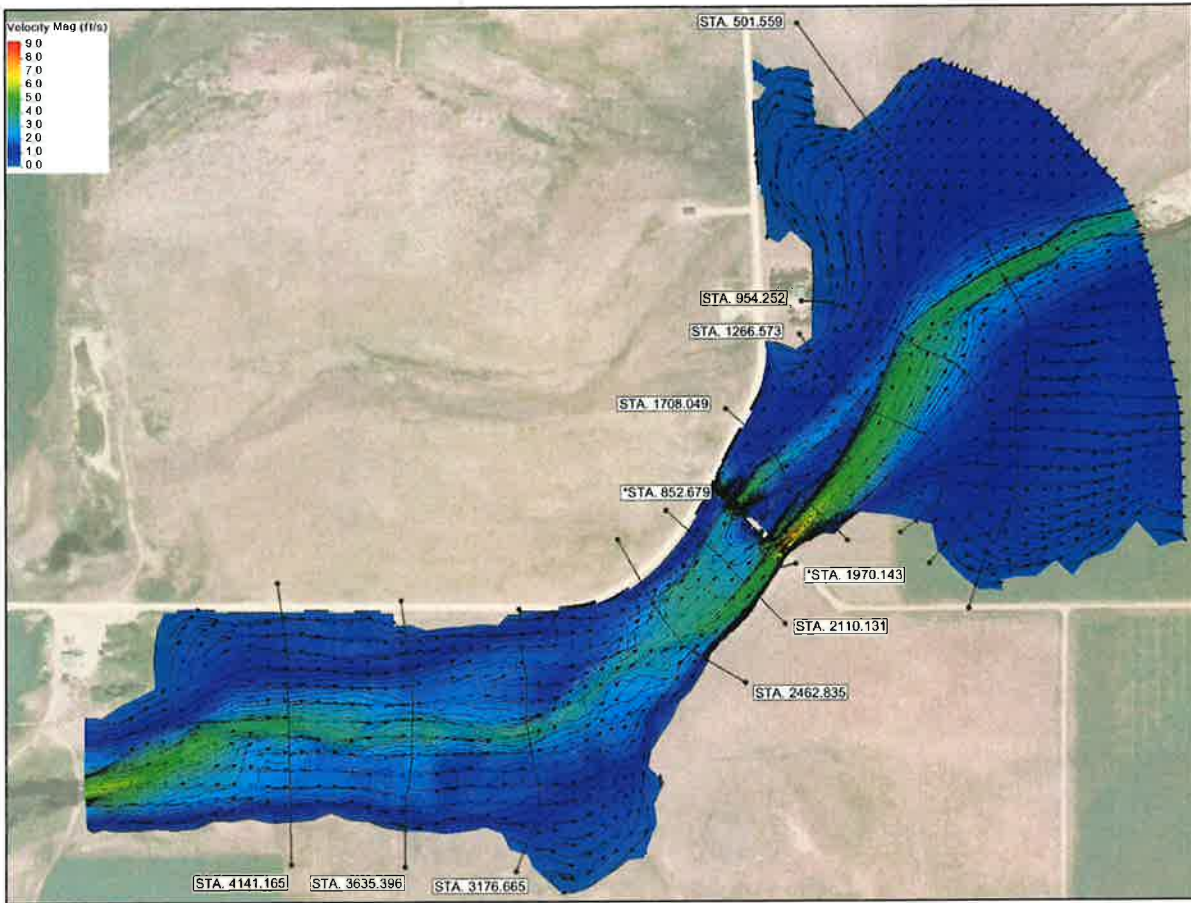 Velocity Mag (ft/s)
9.0
8.0
7.0
6.0
5.0
4.0
3.0
2.0
1.0
0.0
STA. 501.559
STA. 954.252
STA. 1266.573
STA. 1708.049
*STA. 852.679
*STA. 1970.143
STA. 2110.131
STA. 2462.835
STA. 4141.165
STA. 3635.396
STA. 3176.665